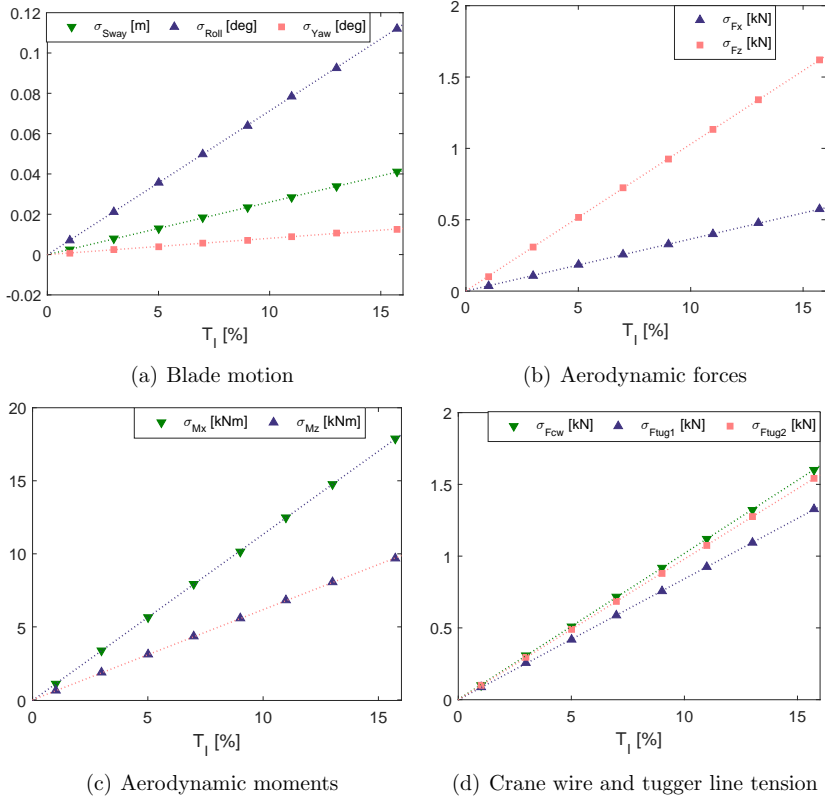 σSway [m] σRoll [deg] σYaw [deg]
0.12
0.1
0.08
0.06
0.04
0.02
0
-0.02
0 5 10 15
TI [%]
(a) Blade motion
σFx [kN]
σFz [kN]
2
1.5
1
0.5
0
0 5 10 15
TI [%]
(b) Aerodynamic forces
σMx [kNm] σMz [kNm]
20
15
10
5
0
0 5 10 15
TI [%]
(c) Aerodynamic moments
σFcw [kN] σFtug1 [kN] σFtug2 [kN]
2
1.5
1
0.5
0
0 5 10 15
TI [%]
(d) Crane wire and tugger line tension